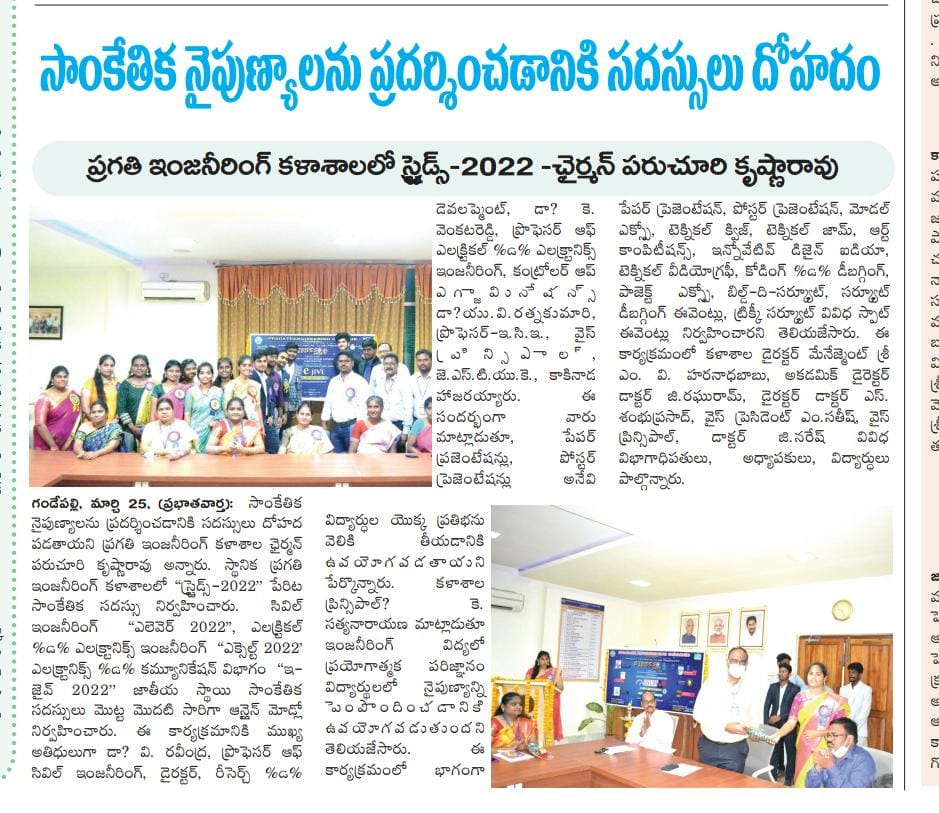 సాంకేతిక నైపుణ్యాలను ప్రదర్శించడానికి సదస్సులు దోహదం
ప్రగతి ఇంజనీరింగ్ కళాశాలలో స్ట్రైడ్స్-2022 -ఛైర్మన్ పరుచూరి కృష్ణారావు
గండేపల్లి, మార్చి 25, (ప్రభాతవార్త): సాంకేతిక
నైపుణ్యాలను ప్రదర్శించడానికి సదస్సులు దోహద
పడతాయని ప్రగతి ఇంజనీరింగ్ కళాశాల ఛైర్మన్
పరుచూరి కృష్ణారావు అన్నారు. స్థానిక ప్రగతి
ఇంజనీరింగ్ కళాశాలలో “స్ట్రైడ్స్-2022” పేరిట
సాంకేతిక సదస్సు నిర్వహించారు. సివిల్
ఇంజనీరింగ్ “ఎలెవెర్ 2022”, ఎలక్ట్రికల్
%డ% ఎలక్ట్రానిక్స్ ఇంజనీరింగ్ “ఎక్సెల్ట్ 2022’
ఎలక్ట్రానిక్స్ %డ% కమ్యూనికేషన్ విభాగం “ఇ-
జైవ్ 2022” జాతీయ స్థాయి సాంకేతిక
సదస్సులు మొట్ట మొదటి సారిగా ఆన్లైన్ మోడ్లో
నిర్వహించారు. ఈ కార్యక్రమానికి ముఖ్య
అతిధులుగా డా? వి. రవీంద్ర, ప్రొఫెసర్ ఆఫ్
సివిల్ ఇంజనీరింగ్, డైరక్టర్, రీసెర్చ్ %డ%
డెవలప్మెంట్, డా? కె.
వెంకటరెడ్డి, ప్రొఫెసర్ ఆఫ్
ఎలక్ట్రికల్ %డ% ఎలక్ట్రానిక్స్
ఇంజనీరింగ్, కంట్రోలర్ ఆఫ్
ఎగ్జామినేషన్స్
డా?యు.వి.రత్నకుమారి,
ప్రొఫెసర్-ఇ.సి.ఇ., వైస్
ప్రిన్సిపాల్,
జె.ఎన్.టి.యు.కె., కాకినాడ
హాజరయ్యారు. ఈ
సందర్భంగా వారు
మాట్లాడుతూ, పేపర్
ప్రజెంటేషన్లు, పోస్టర్
ప్రెజెంటేషన్లు అనేవి
విద్యార్థుల యొక్క ప్రతిభను
వెలికి తీయడానికి
ఉపయోగపడతాయని
పేర్కొన్నారు. కళాశాల
ప్రిన్సిపాల్? కె.
సత్యనారాయణ మాట్లాడుతూ
ఇంజనీరింగ్ విద్యలో
ప్రయోగాత్మక పరిజ్ఞానం
విద్యార్థులలో నైపుణ్యాన్ని
పెంపొందించడానికి
ఉపయోగపడుతుందని
తెలియజేసారు. ఈ
కార్యక్రమంలో భాగంగా
పేపర్ ప్రెజెంటేషన్, పోస్టర్ ప్రెజెంటేషన్, మోడల్
ఎక్స్పో, టెక్నికల్ క్విజ్, టెక్నికల్ జామ్, ఆర్ట్
కాంపిటీషన్స్, ఇన్నోవేటివ్ డిజైన్ ఐడియా,
టెక్నికల్ వీడియోగ్రఫీ, కోడింగ్ %డ% డీబగ్గింగ్,
పాజెక్ట్ ఎక్స్పో, బిల్డ్-ది-సర్క్యూట్, సర్క్యూట్
డీబగ్గింగ్ ఈవెంట్లు, ట్రిక్కీ సర్క్యూట్ వివిధ స్పాట్
ఈవెంట్లు నిర్వహించారని తెలియజేసారు. ఈ
కార్యక్రమంలో కళాశాల డైరక్టర్ మేనేజ్మెంట్ శ్రీ
ఎం. వి. హరనాధబాబు, అకడమిక్ డైరెక్టర్
డాక్టర్ జి.రఘురామ్, డైరక్టర్ డాక్టర్ ఎస్.
శంభుప్రసాద్, వైస్ ప్రెసిడెంట్ ఎం.సతీష్, వైస్
ప్రిన్సిపాల్, డాక్టర్ జి.నరేష్ వివిధ
విభాగాధిపతులు, అధ్యాపకులు, విద్యార్థులు
పాల్గొన్నారు.